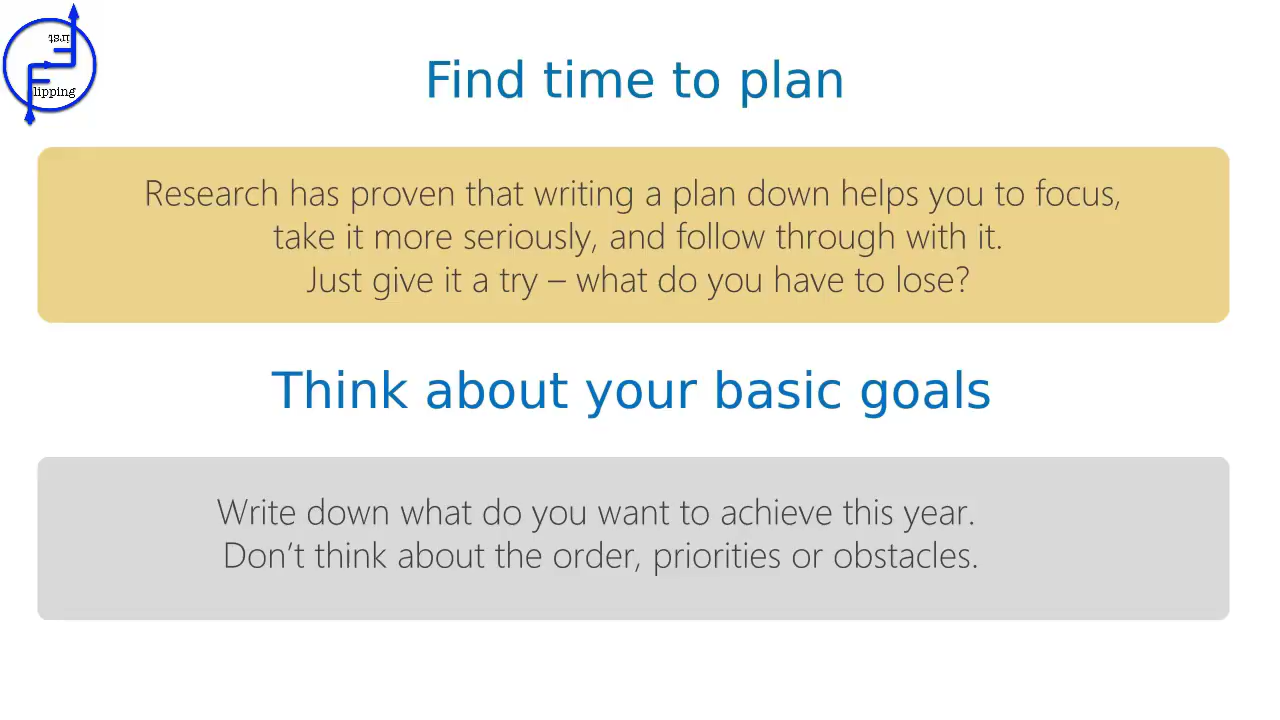 First
Flipping
Find time to plan
Research has proven that writing a plan down helps you to focus,
take it more seriously, and follow through with it.
Just give it a try – what do you have to lose?
Think about your basic goals
Write down what do you want to achieve this year.
Don’t think about the order, priorities or obstacles.